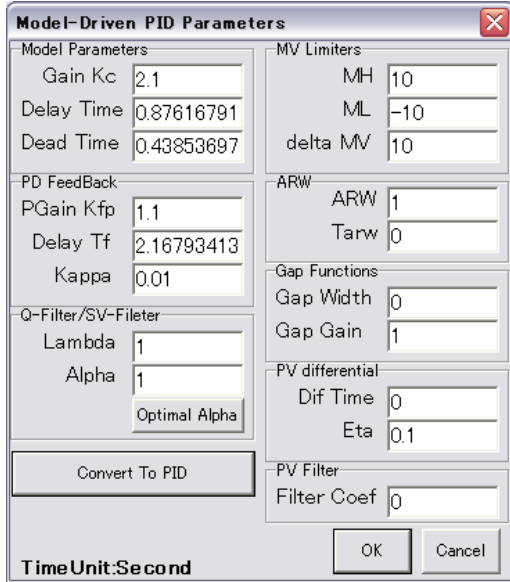 Model-Driven PID Parameters
Model Parameters
Gain Kc 2.1
Delay Time 0.87616791
Dead Time 0.43853697
PD FeedBack
PGain Kfp 1.1
Delay Tf 2.16793413
Kappa 0.01
Q-Filter/SV-Fileter
Lambda 1
Alpha 1
Optimal Alpha
Convert To PID
TimeUnit:Second
MV Limiters
MH 10
ML -10
delta MV 10
ARW
ARW 1
Tarw 0
Gap Functions
Gap Width 0
Gap Gain 1
PV differential
Dif Time 0
Eta 0.1
PV Filter
Filter Coef 0
OK Cancel